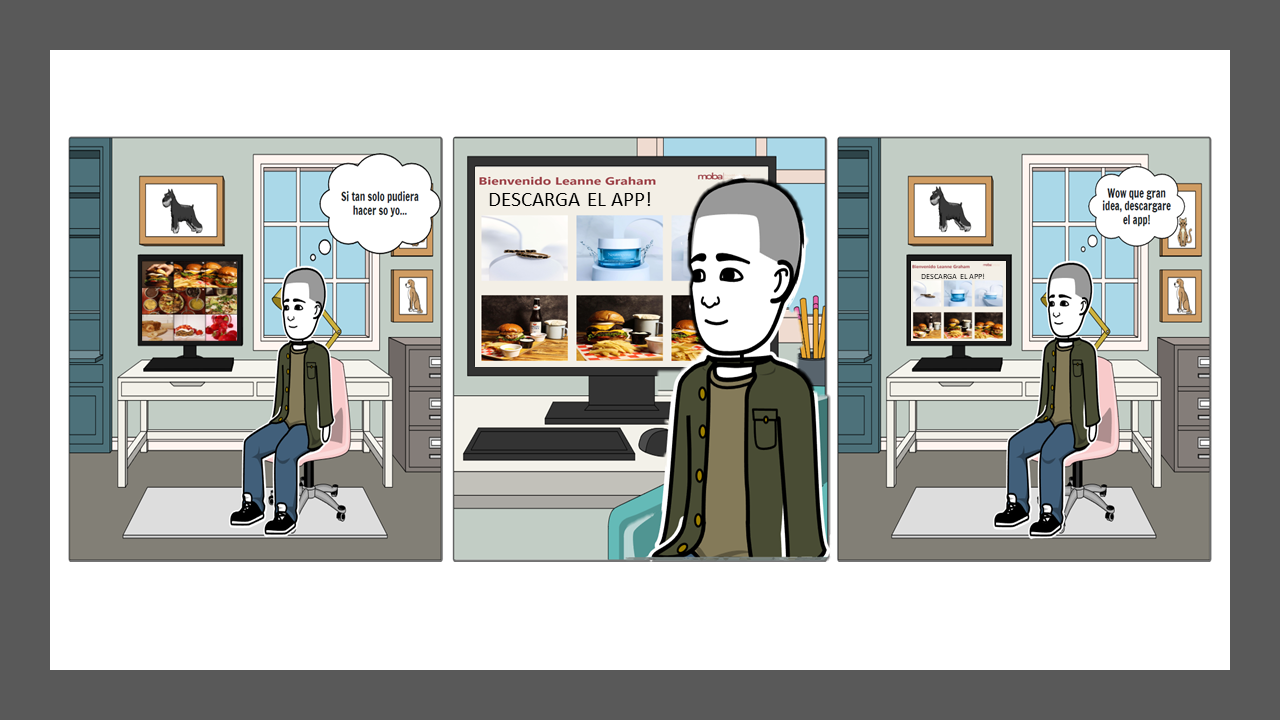 Si tan solo pudiera
hacer so yo...
Bienvenido Leanne Graham
moba
DESCARGA EL APP!
Wow que gran
idea, descargare
el app!
Bienvenido Leanne Graham
DESCARGA EL APP!